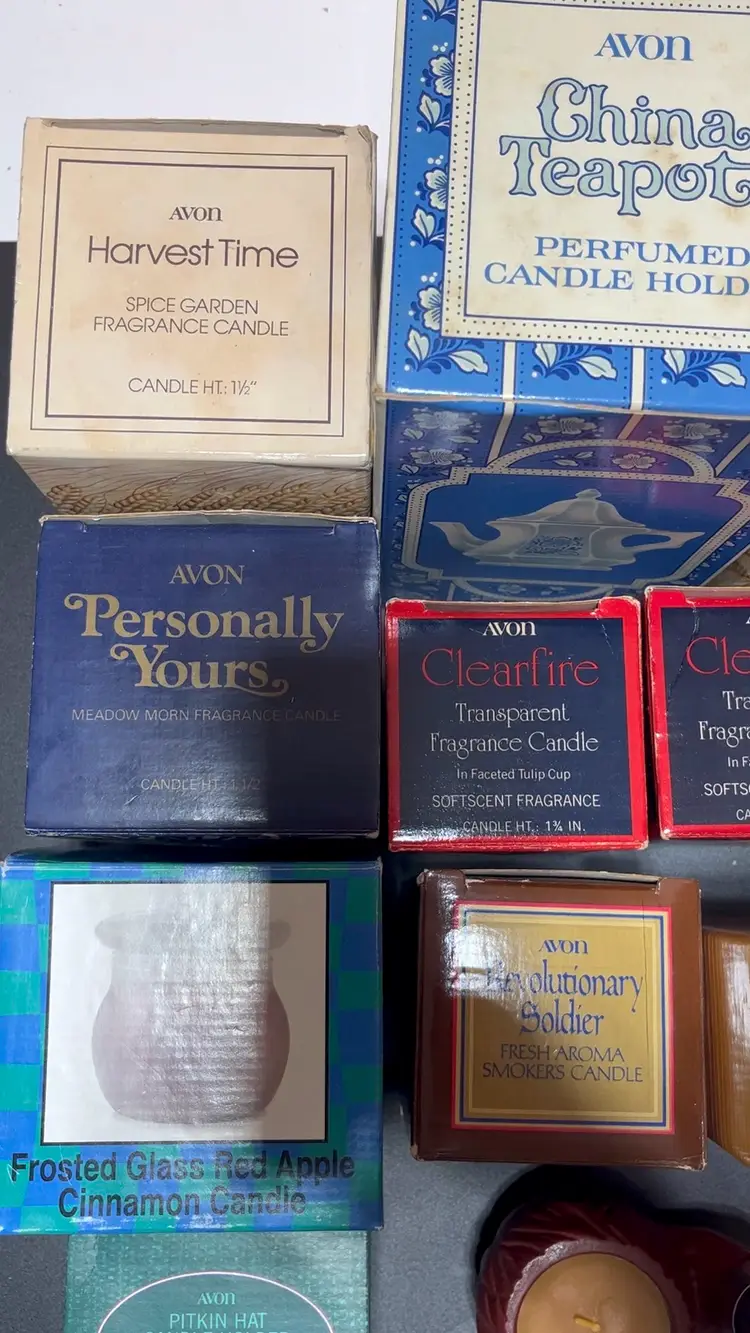 AVON
Harvest Time
SPICE GARDEN
FRAGRANCE CANDLE
CANDLE HT.: 1½"
AVON
China
Teapot
PERFUMED
CANDLE HOLD
AVON
Personally
Yours
MEADOW MORN FRAGRANCE CANDLE
CANDLE HT: 1 1/2"
AVON
Clearfire
Transparent
Fragrance Candle
In Faceted Tulip Cup
SOFTSCENT FRAGRANCE
CANDLE HT. 1¾ IN.
Cle
Tra
Fragra
In Fa
SOFTSC
CA
Frosted Glass Red Apple
Cinnamon Candle
AVON
Revolutionary
Soldier
FRESH AROMA
SMOKERS CANDLE
AVON
PITKIN HAT